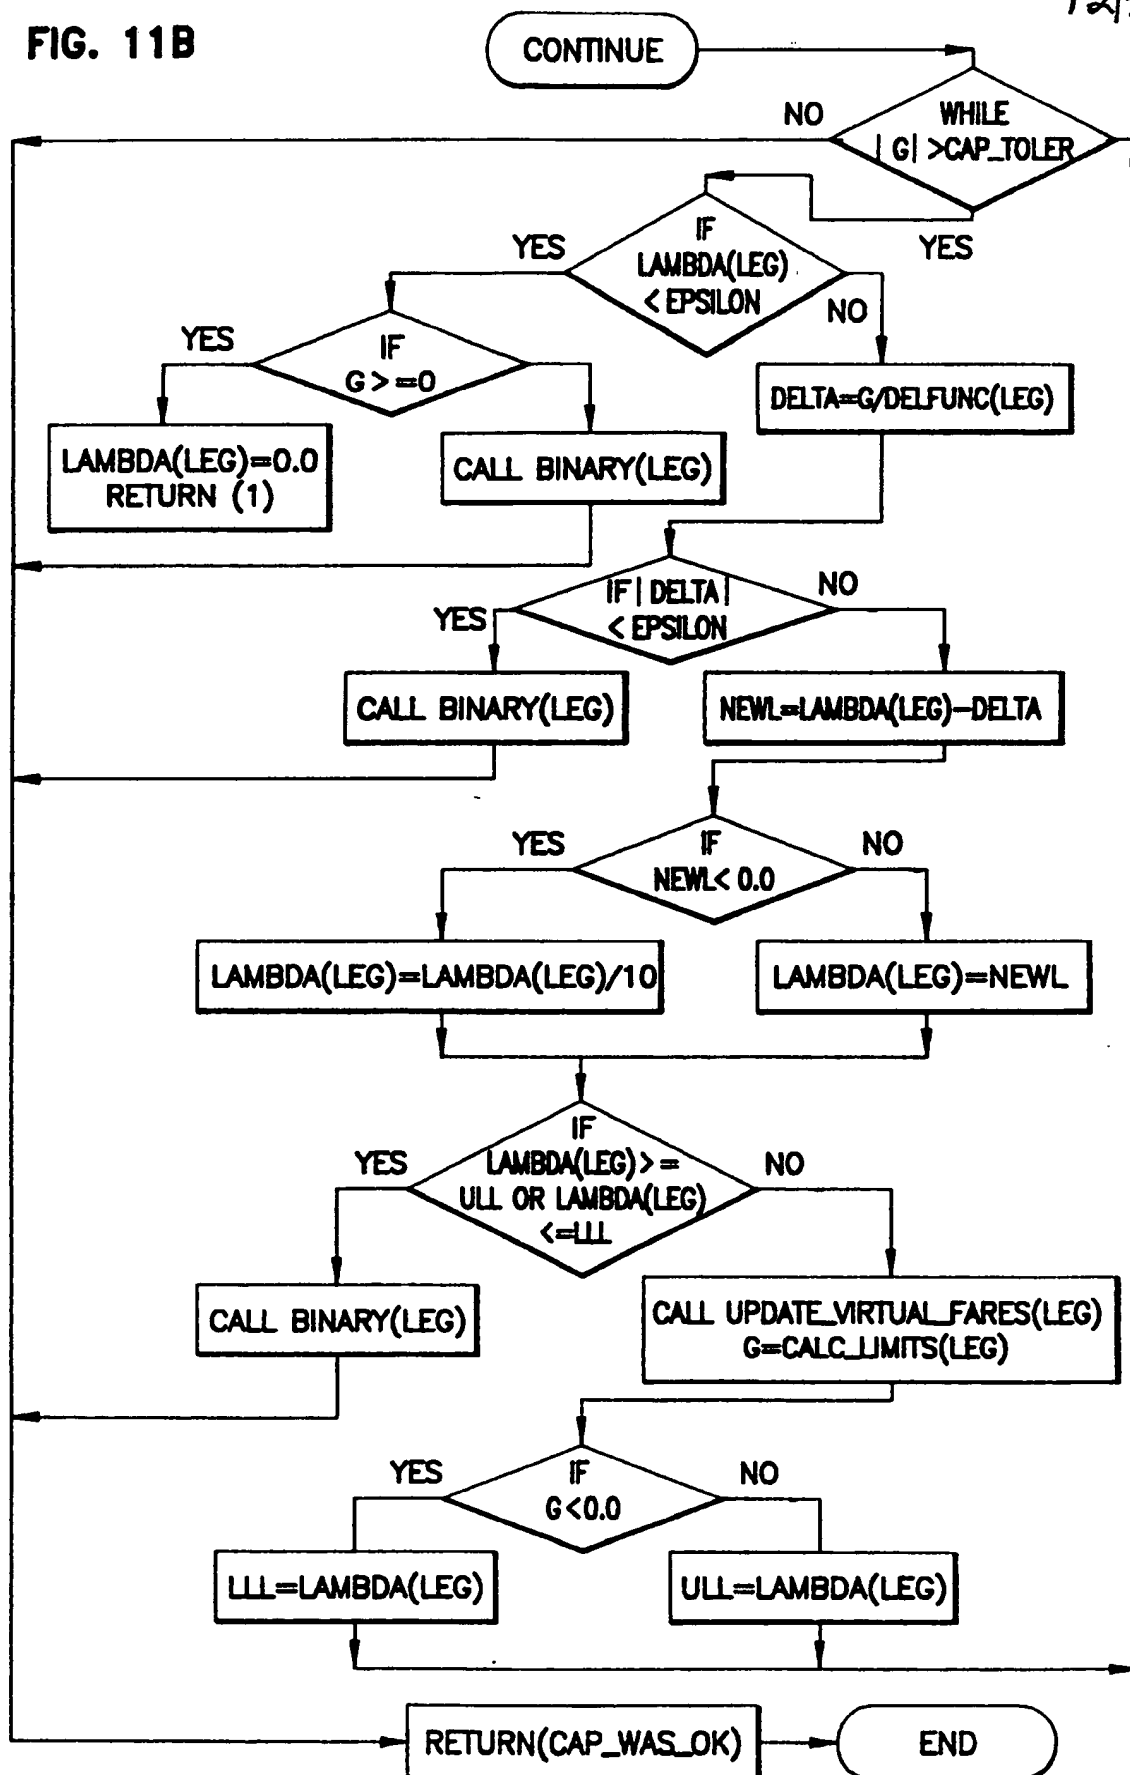 FIG. 11B
CONTINUE
NO
WHILE
|G| >CAP_TOLER
YES
YES
IF
LAMBDA(LEG)
< EPSILON
NO
YES
IF
G >=0
DELTA=G/DELFUNC(LEG)
LAMBDA(LEG)=0.0
RETURN (1)
CALL BINARY(LEG)
YES
IF | DELTA |
< EPSILON
NO
CALL BINARY(LEG)
NEWL=LAMBDA(LEG)-DELTA
YES
IF
NEWL< 0.0
NO
LAMBDA(LEG)=LAMBDA(LEG)/10
LAMBDA(LEG)=NEWL
YES
IF
LAMBDA(LEG)>=
ULL OR LAMBDA(LEG)
<=LLL
NO
CALL BINARY(LEG)
CALL UPDATE_VIRTUAL_FARES(LEG)
G=CALC_LIMITS(LEG)
YES
IF
G<0.0
NO
LLL=LAMBDA(LEG)
ULL=LAMBDA(LEG)
RETURN(CAP_WAS_OK)
END